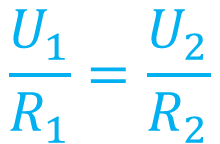 U₁/R₁ = U₂/R₂